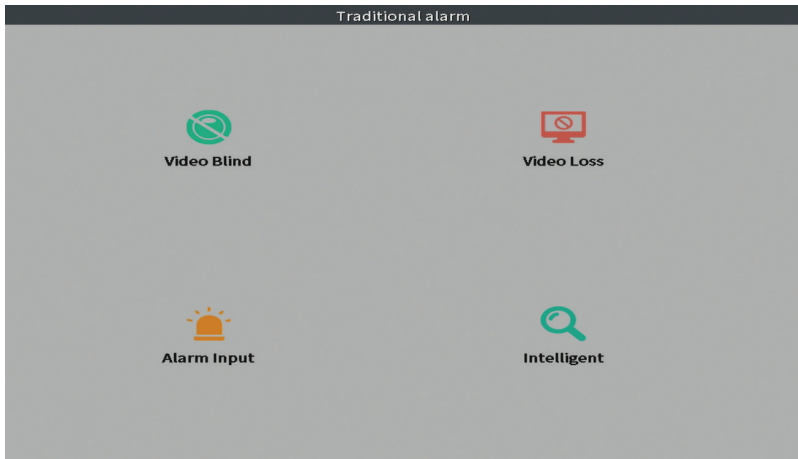 Traditional alarm
Video Blind
Video Loss
Alarm Input
Intelligent